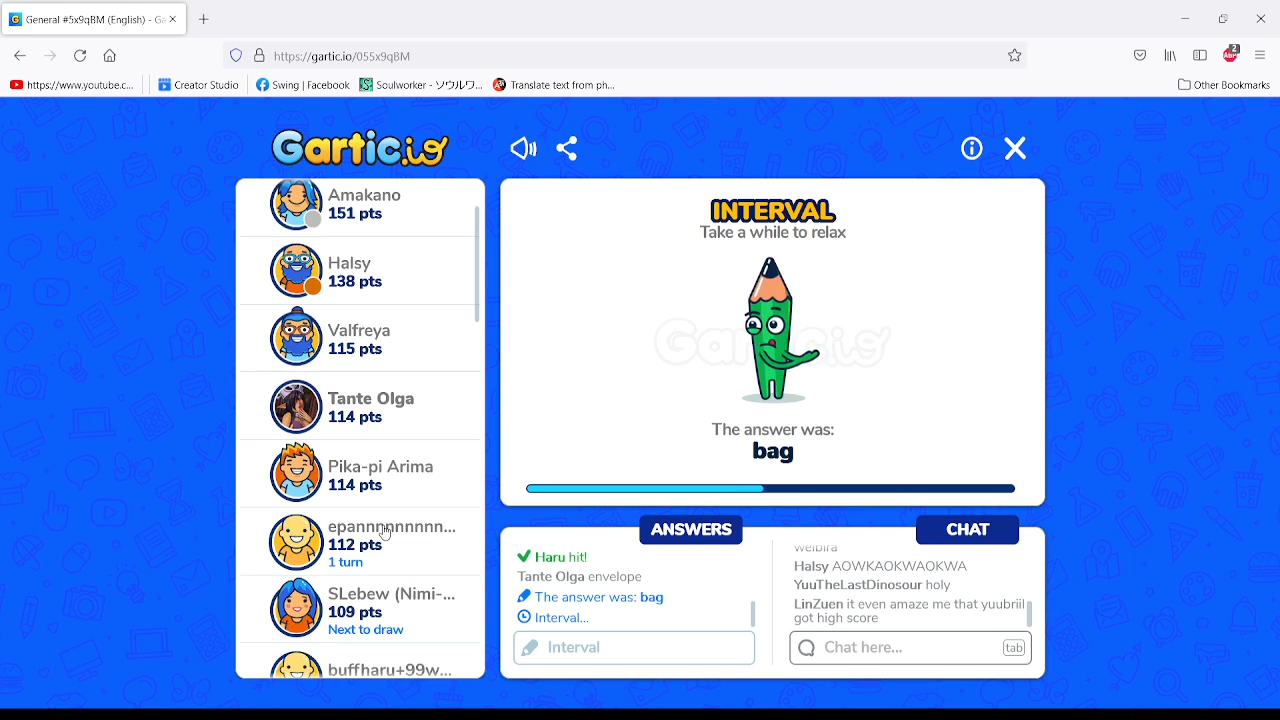 General #5x9qBM (English) - Ga
https://gartic.io/055x9qBM
2
https://www.youtube.c...
Creator Studio
Swing | Facebook
Soulworker - ソウルワ...
Translate text from ph...
Other Bookmarks
Gartic.io
Amakano
151 pts
Halsy
138 pts
Valfreya
115 pts
Tante Olga
114 pts
Pika-pi Arima
114 pts
epannnnnnnnn...
112 pts
1 turn
SLebew (Nimi-...
109 pts
Next to draw
buffharu+99w...
INTERVAL
Take a while to relax
The answer was:
bag
ANSWERS
Haru hit!
Tante Olga envelope
The answer was: bag
Interval...
Interval
CHAT
Halsy AOWKAOKWAOKWA
YuuTheLastDinosour holy
LinZuen it even amaze me that yuubriil
got high score
Chat here...
tab